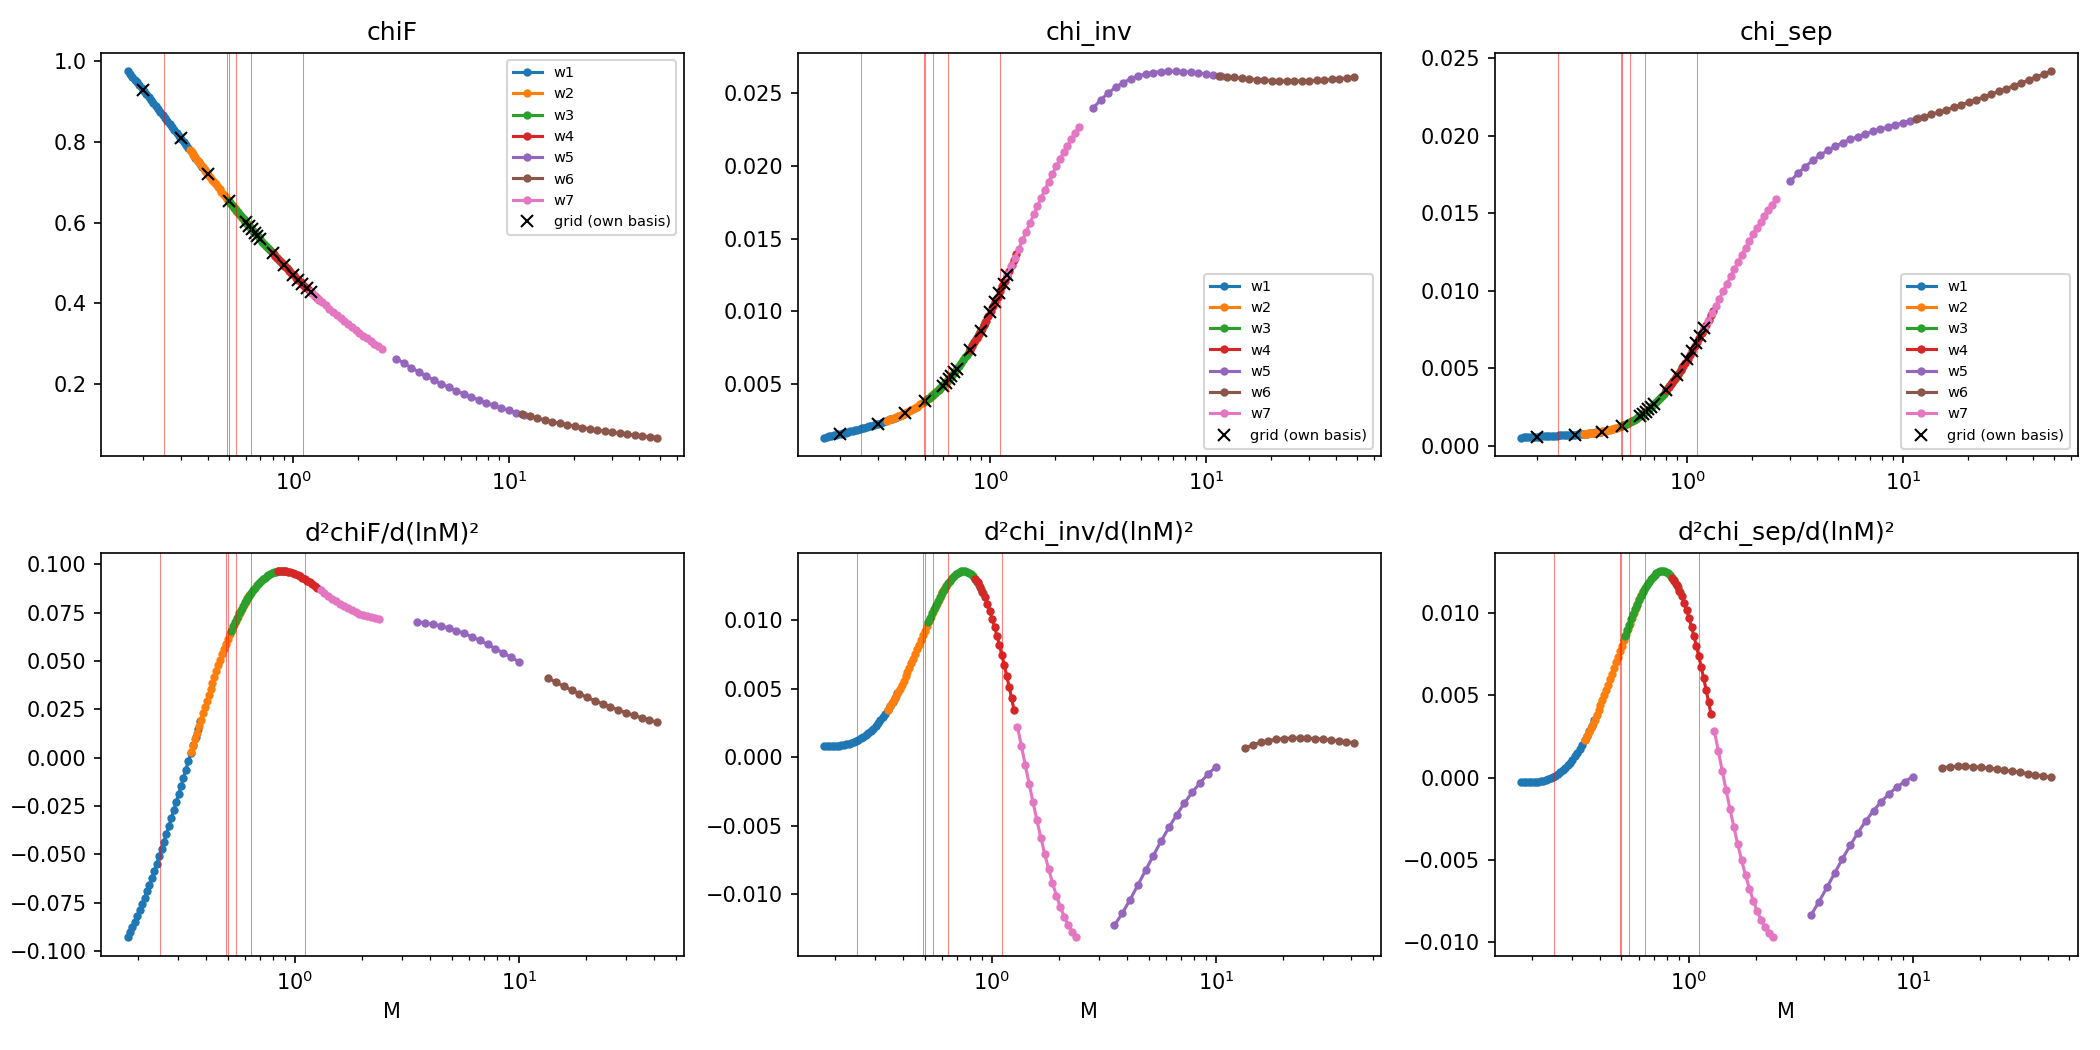 chiF
1.0
0.8
0.6
0.4
0.2
10⁰
10¹
w1
w2
w3
w4
w5
w6
w7
grid (own basis)
chi_inv
0.025
0.020
0.015
0.010
0.005
10⁰
10¹
w1
w2
w3
w4
w5
w6
w7
grid (own basis)
chi_sep
0.025
0.020
0.015
0.010
0.005
0.000
10⁰
10¹
w1
w2
w3
w4
w5
w6
w7
grid (own basis)
d²chiF/d(lnM)²
0.100
0.075
0.050
0.025
0.000
−0.025
−0.050
−0.075
−0.100
10⁰
10¹
M
d²chi_inv/d(lnM)²
0.010
0.005
0.000
−0.005
−0.010
10⁰
10¹
M
d²chi_sep/d(lnM)²
0.010
0.005
0.000
−0.005
−0.010
10⁰
10¹
M